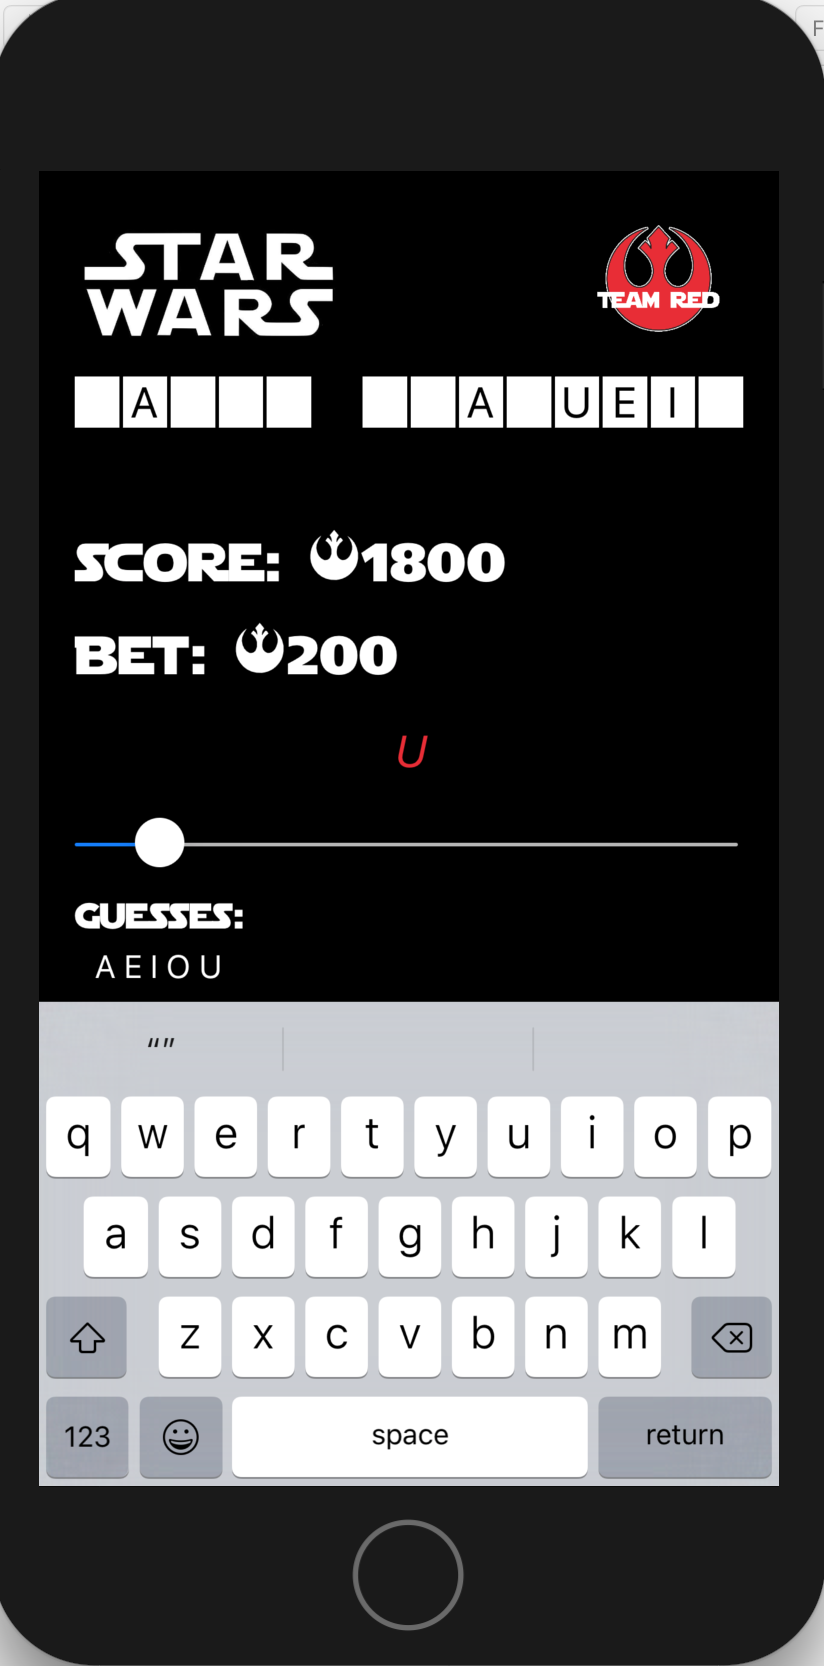 F
STAR
WARS
TEAM RED
A A UEI
SCORE: 1800
BET: 200
U
GUESSES:
A E I O U
“”
q w e r t y u i o p
a s d f g h j k l
z x c v b n m
123 space return